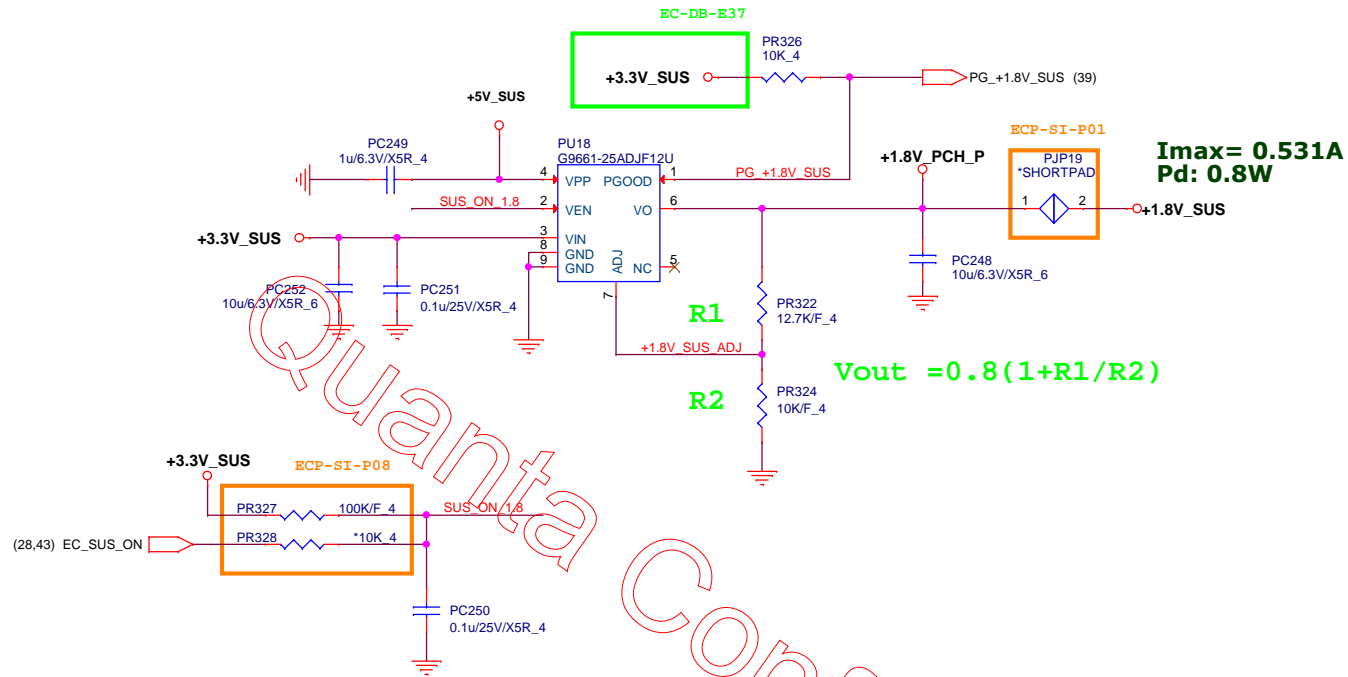 EC-DB-E37
PR326
10K_4
+3.3V_SUS
PG_+1.8V_SUS (39)
+5V_SUS
ECP-SI-P01
PC249
1u/6.3V/X5R_4
PU18
G9661-25ADJF12U
+1.8V_PCH_P
PJP19
*SHORTPAD
Imax= 0.531A
Pd: 0.8W
4 VPP PGOOD 1 PG_+1.8V_SUS
SUS_ON_1.8 2 VEN VO 6
1 2
+1.8V_SUS
+3.3V_SUS
3 VIN
8 GND
9 GND
ADJ
NC 5
7
PC252
10u/6.3V/X5R_6
PC251
0.1u/25V/X5R_4
PC248
10u/6.3V/X5R_6
R1
PR322
12.7K/F_4
+1.8V_SUS_ADJ
Vout =0.8(1+R1/R2)
R2
PR324
10K/F_4
+3.3V_SUS
ECP-SI-P08
PR327 100K/F_4 SUS_ON_1.8
(28,43) EC_SUS_ON
PR328 *10K_4
PC250
0.1u/25V/X5R_4
Quanta Con